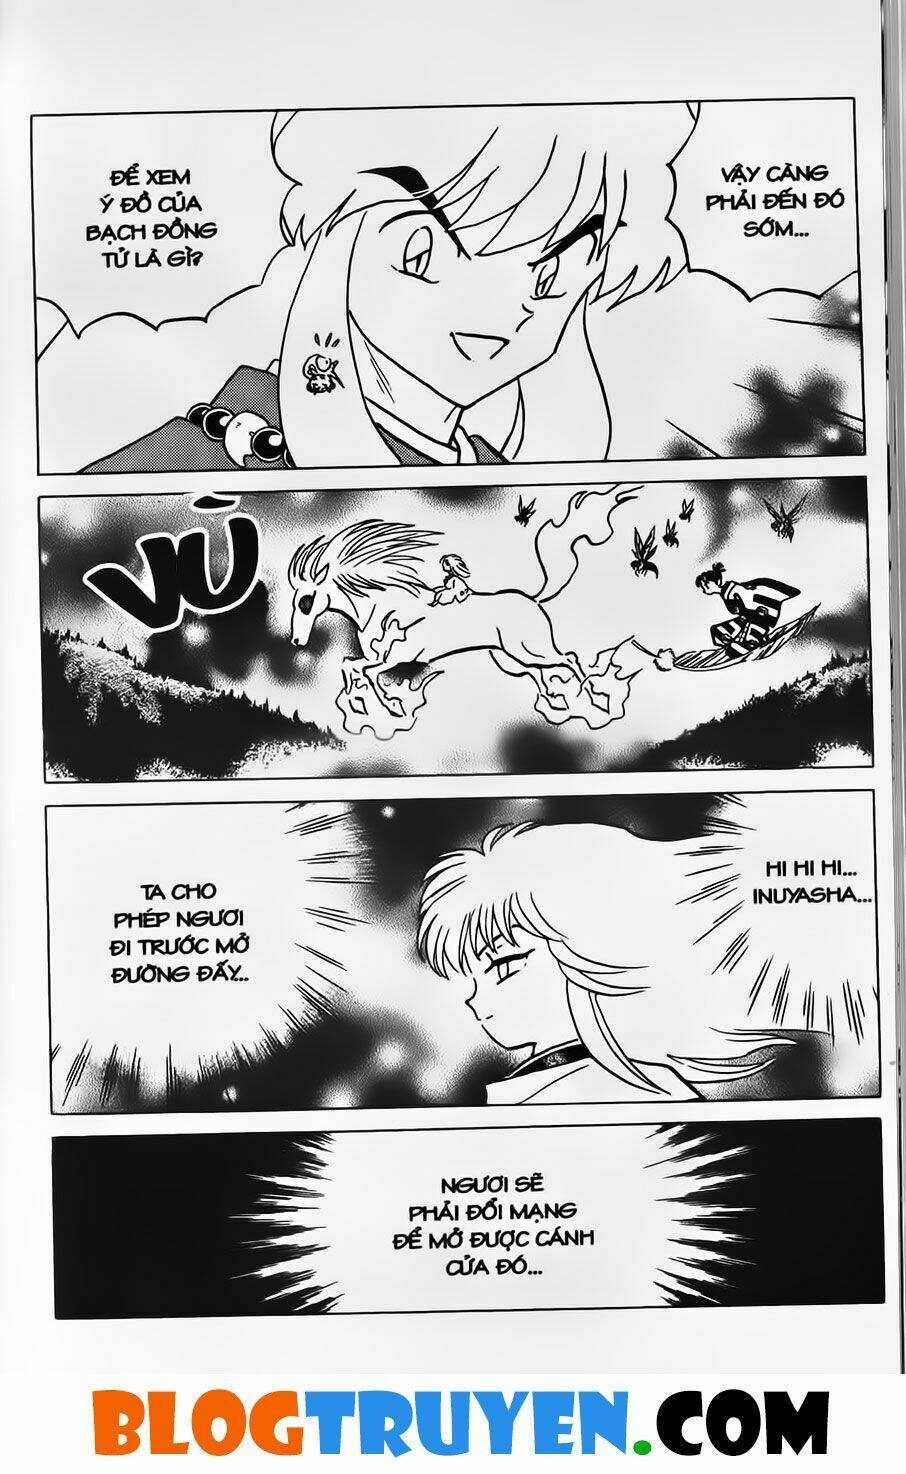 VẬY CÀNG
PHẢI ĐẾN ĐÓ
SỚM...
ĐỂ XEM
Ý ĐỒ CỦA
BẠCH ĐỒNG
TỬ LÀ GÌ?
VÚ
HI HI HI...
INUYASHA...
TA CHO
PHÉP NGƯƠI
ĐI TRƯỚC MỞ
ĐƯỜNG ĐẤY...
NGƯƠI SẼ
PHẢI ĐỔI MẠNG
ĐỂ MỞ ĐƯỢC CÁNH
CỬA ĐÓ...
BLOGTRUYEN.COM